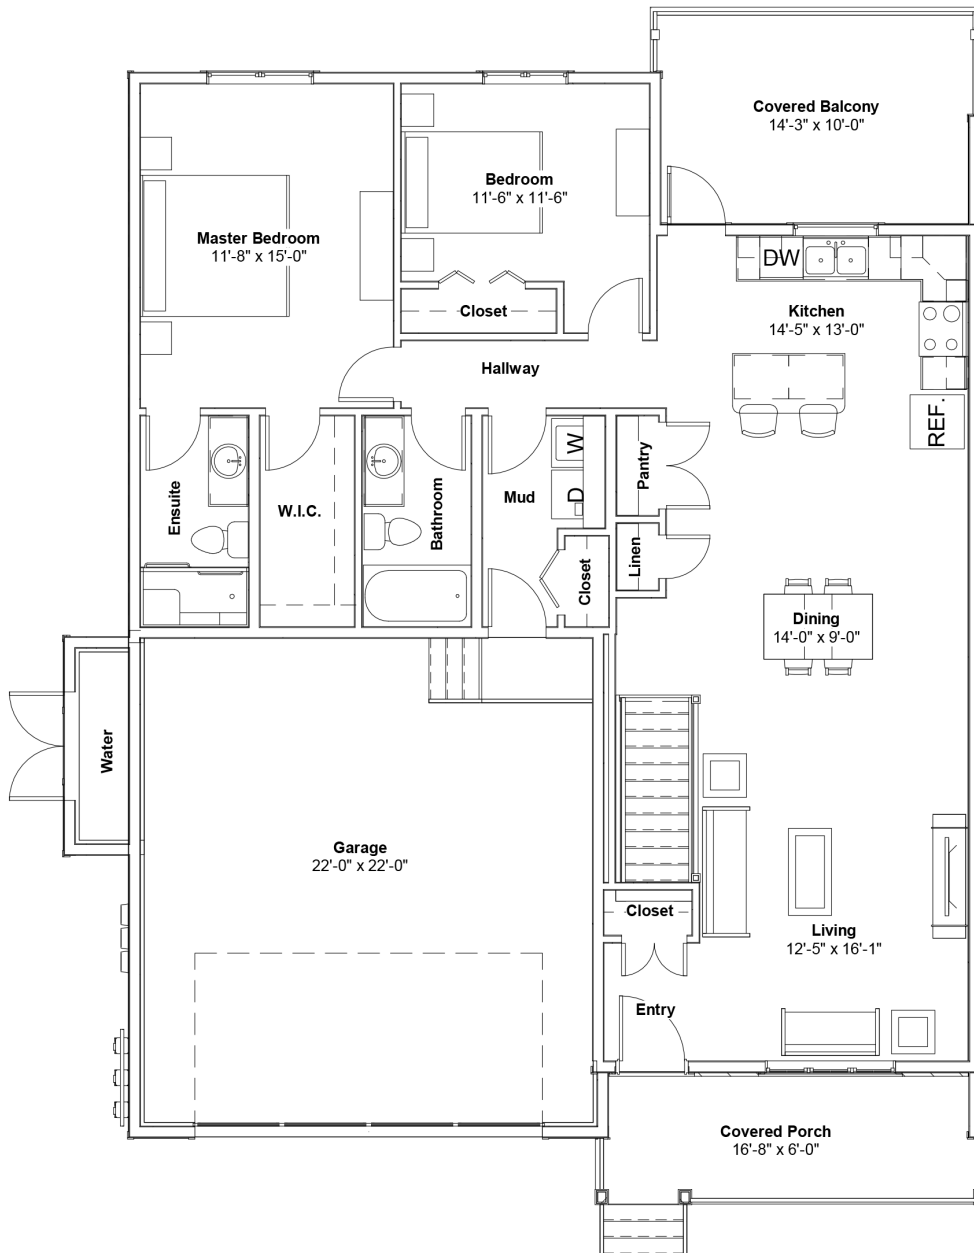 Covered Balcony
14'-3" x 10'-0"
Bedroom
11'-6" x 11'-6"
Master Bedroom
11'-8" x 15'-0"
DW
Closet
Kitchen
14'-5" x 13'-0"
Hallway
REF.
W
D
Pantry
Ensuite
W.I.C.
Bathroom
Mud
Linen
Closet
Dining
14'-0" x 9'-0"
Water
Garage
22'-0" x 22'-0"
Closet
Living
12'-5" x 16'-1"
Entry
Covered Porch
16'-8" x 6'-0"